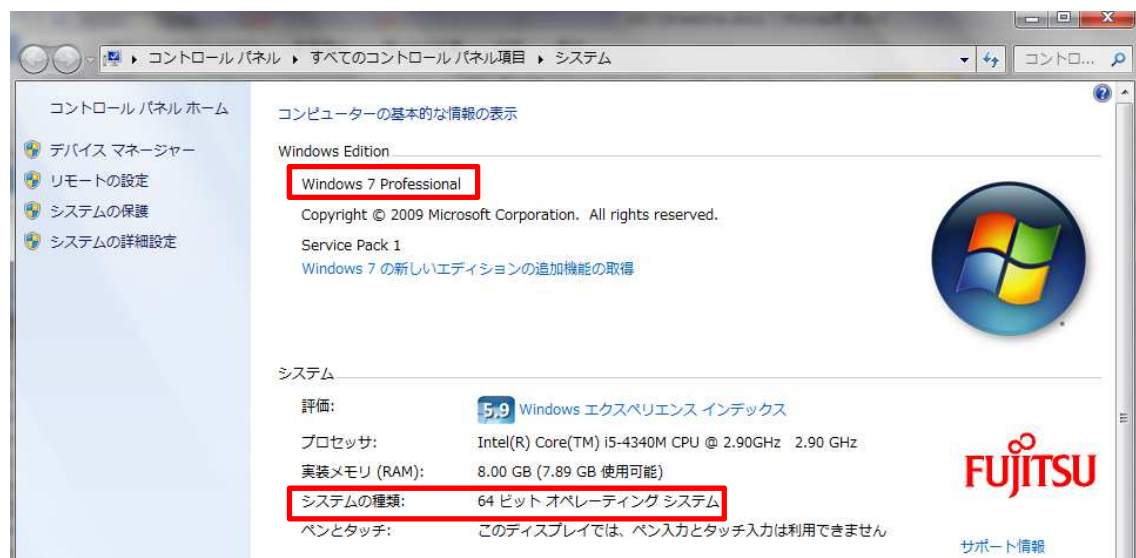 コントロール パネル ▸ すべてのコントロール パネル項目 ▸ システム
コントロ...
コントロール パネル ホーム
デバイス マネージャー
リモートの設定
システムの保護
システムの詳細設定
コンピューターの基本的な情報の表示
Windows Edition
Windows 7 Professional
Copyright © 2009 Microsoft Corporation. All rights reserved.
Service Pack 1
Windows 7 の新しいエディションの追加機能の取得
システム
評価: 5.9 Windows エクスペリエンス インデックス
プロセッサ: Intel(R) Core(TM) i5-4340M CPU @ 2.90GHz 2.90 GHz
実装メモリ (RAM): 8.00 GB (7.89 GB 使用可能)
システムの種類: 64 ビット オペレーティング システム
ペンとタッチ: このディスプレイでは、ペン入力とタッチ入力は利用できません
FUJITSU
サポート情報